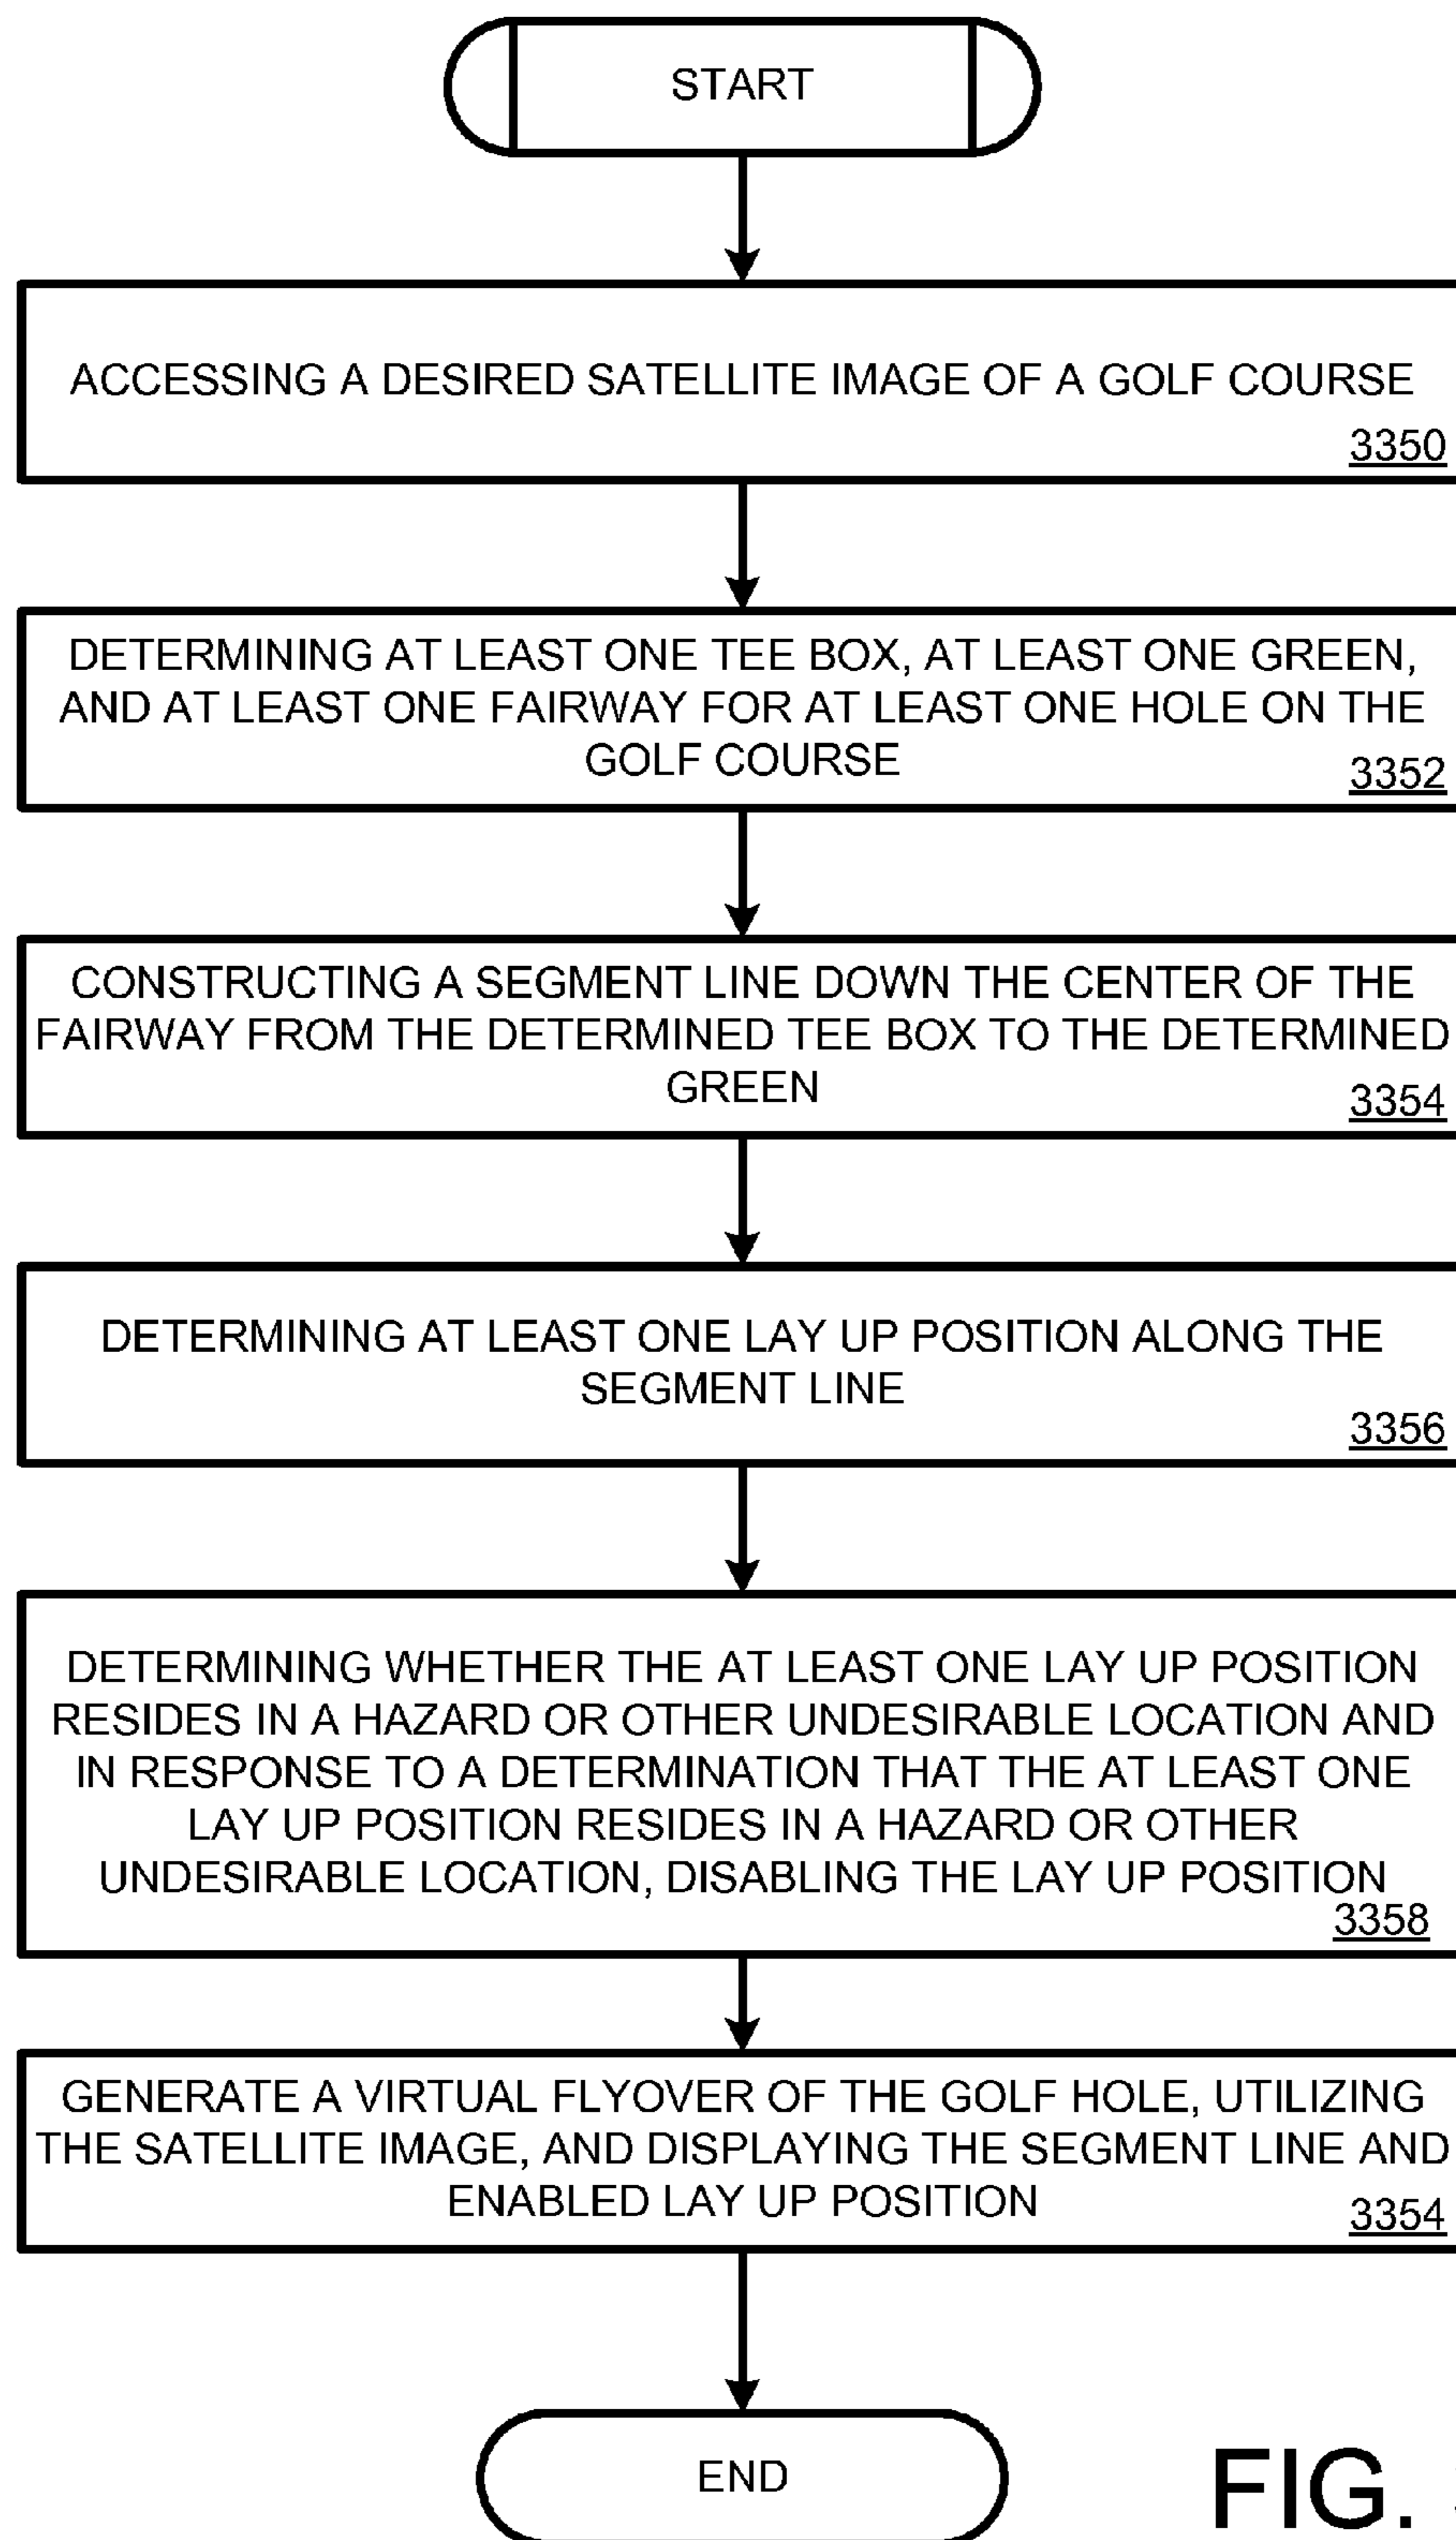 START
ACCESSING A DESIRED SATELLITE IMAGE OF A GOLF COURSE
3350
DETERMINING AT LEAST ONE TEE BOX, AT LEAST ONE GREEN,
AND AT LEAST ONE FAIRWAY FOR AT LEAST ONE HOLE ON THE
GOLF COURSE
3352
CONSTRUCTING A SEGMENT LINE DOWN THE CENTER OF THE
FAIRWAY FROM THE DETERMINED TEE BOX TO THE DETERMINED
GREEN
3354
DETERMINING AT LEAST ONE LAY UP POSITION ALONG THE
SEGMENT LINE
3356
DETERMINING WHETHER THE AT LEAST ONE LAY UP POSITION
RESIDES IN A HAZARD OR OTHER UNDESIRABLE LOCATION AND
IN RESPONSE TO A DETERMINATION THAT THE AT LEAST ONE
LAY UP POSITION RESIDES IN A HAZARD OR OTHER
UNDESIRABLE LOCATION, DISABLING THE LAY UP POSITION
3358
GENERATE A VIRTUAL FLYOVER OF THE GOLF HOLE, UTILIZING
THE SATELLITE IMAGE, AND DISPLAYING THE SEGMENT LINE AND
ENABLED LAY UP POSITION
3354
END
FIG.